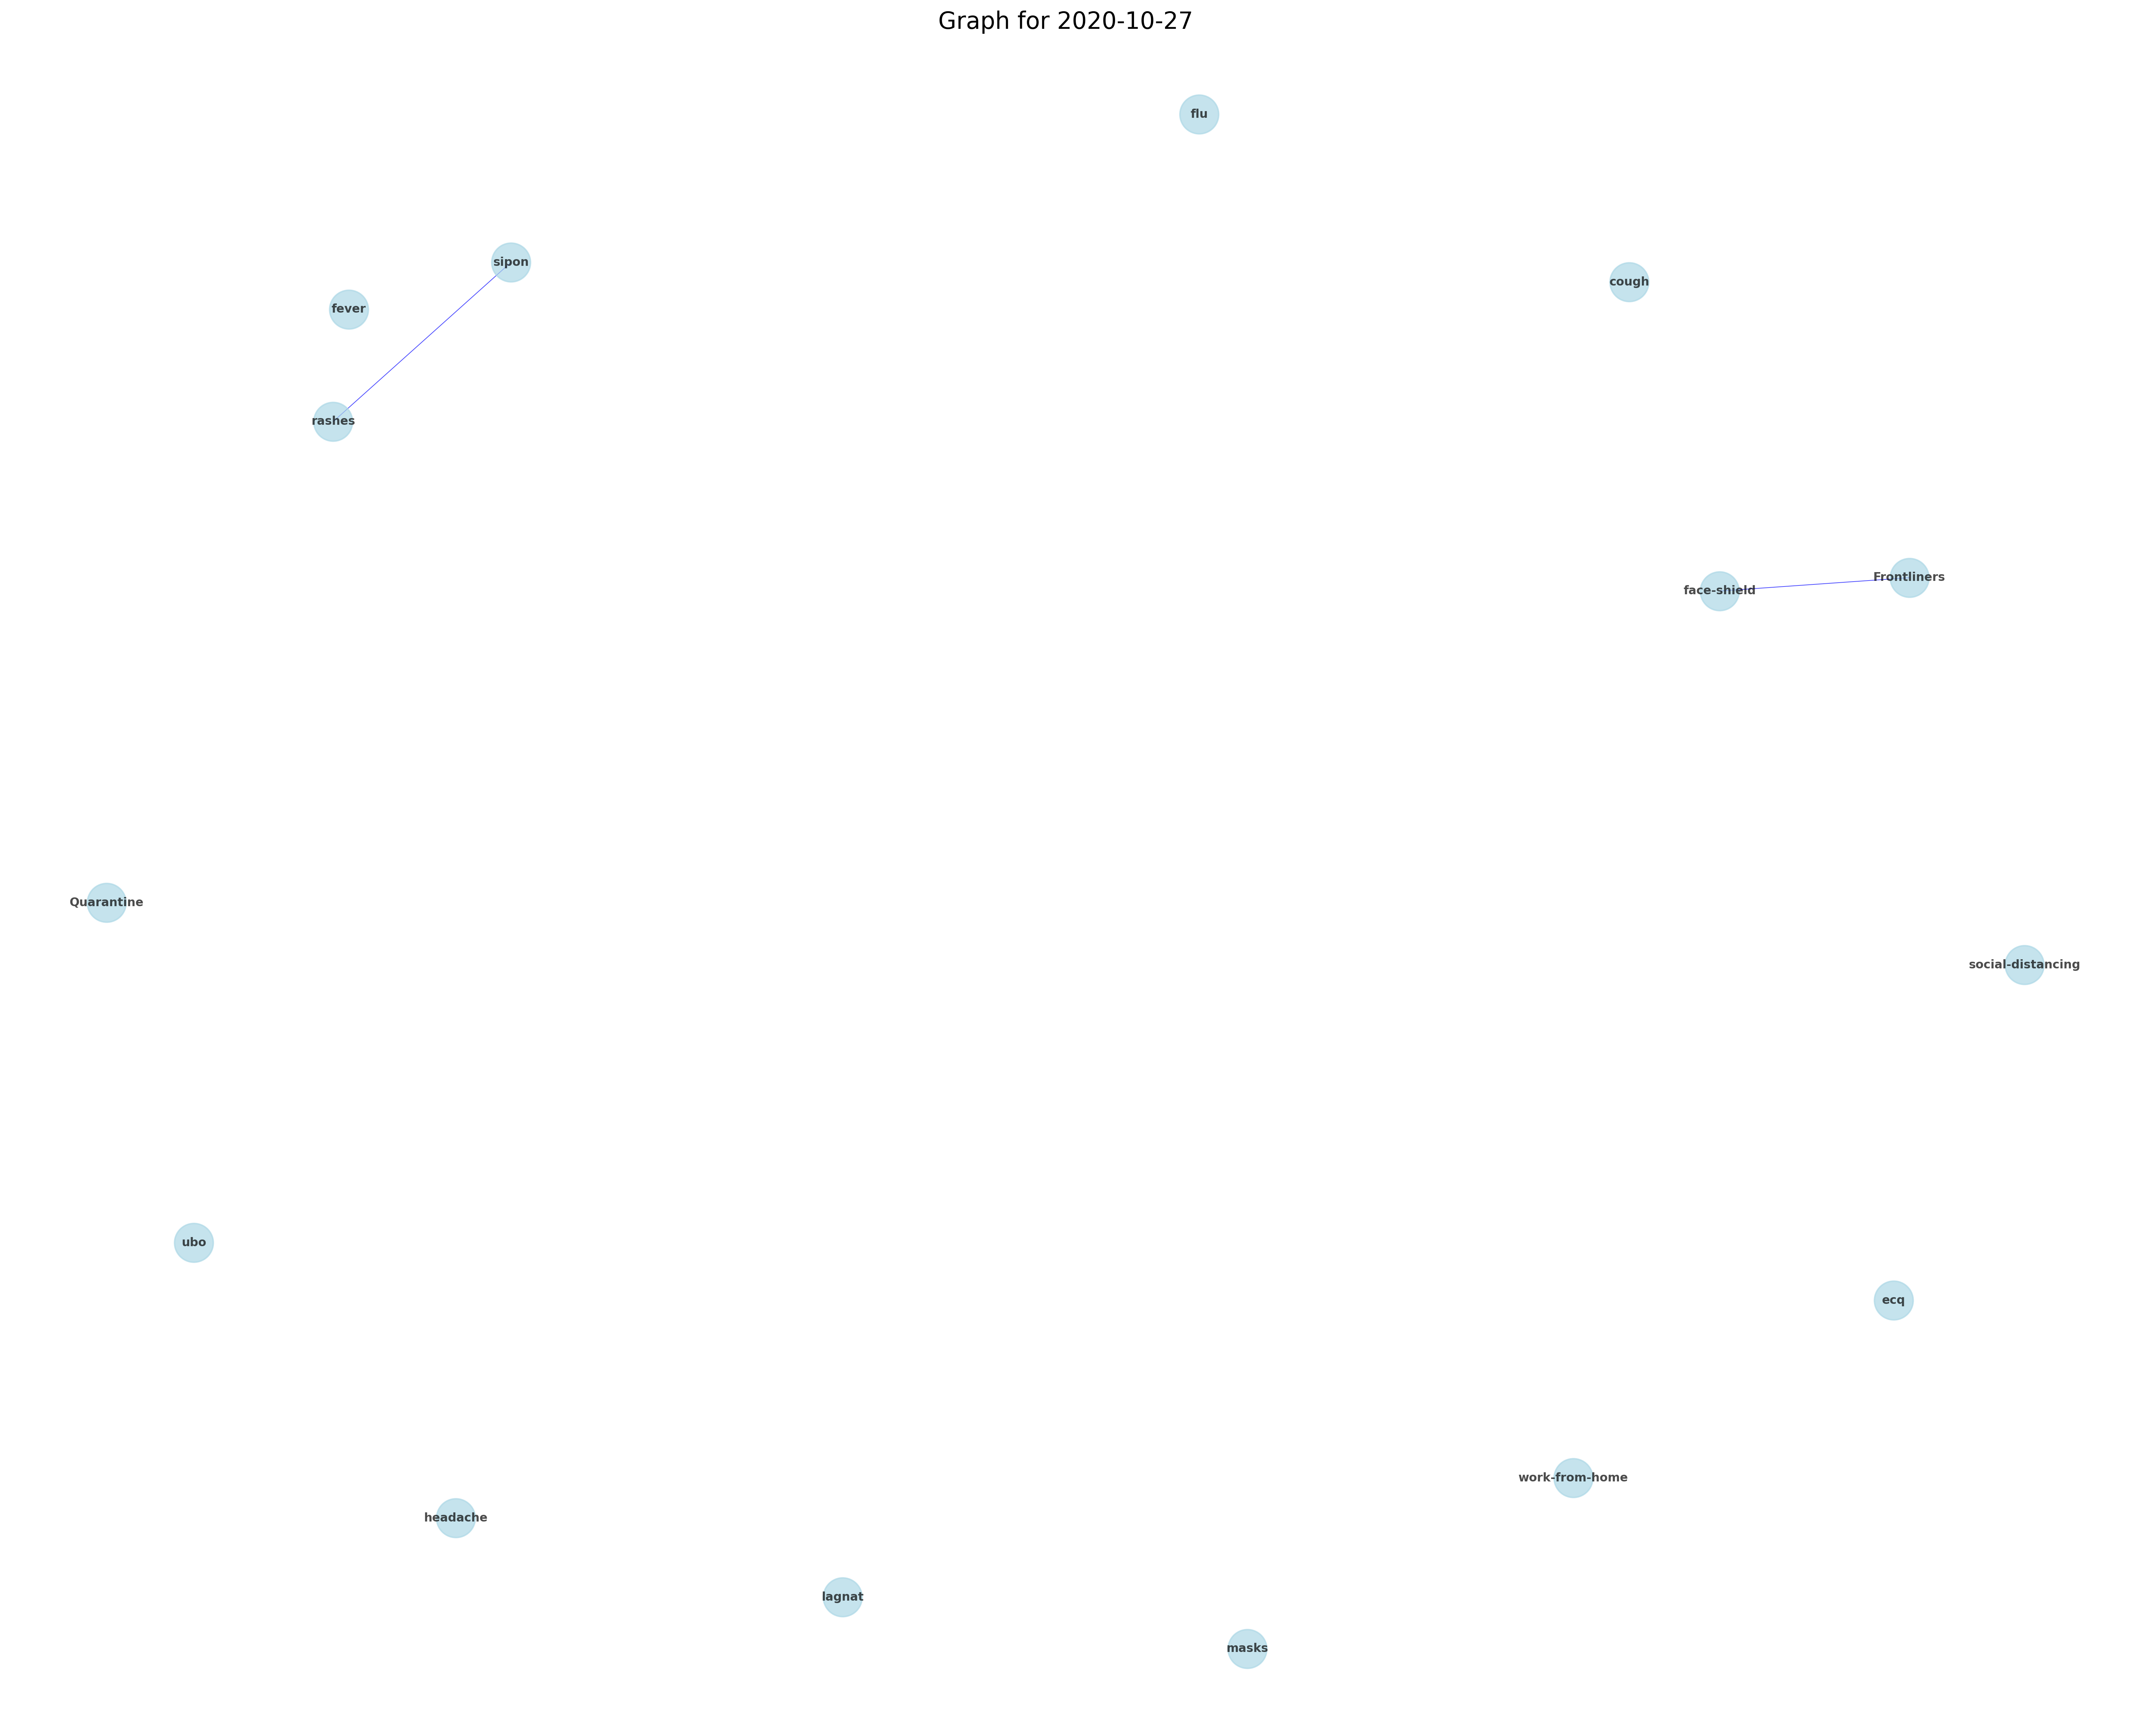 Graph for 2020-10-27
flu
sipon
cough
fever
rashes
Frontliners
face-shield
Quarantine
social-distancing
ubo
ecq
work-from-home
headache
lagnat
masks